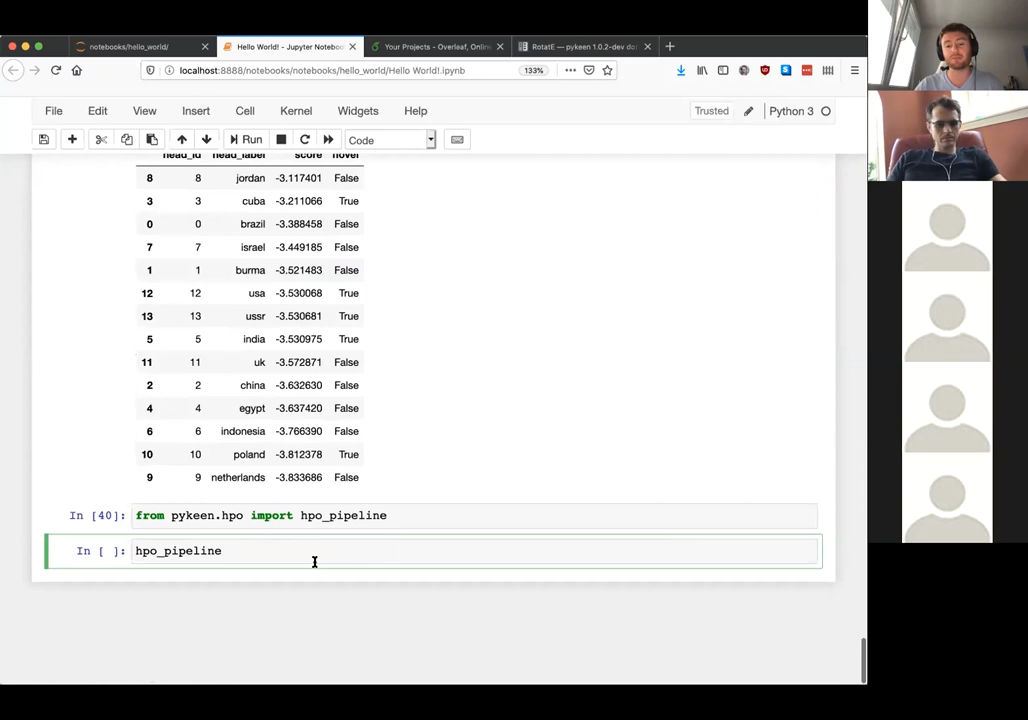 notebooks/hello_world/
Hello World! - Jupyter Noteboo
Your Projects - Overleaf, Onlin
RotatE — pykeen 1.0.2-dev do
localhost:8888/notebooks/notebooks/hello_world/Hello World!.ipynb
133%
File Edit View Insert Cell Kernel Widgets Help
Trusted
Python 3
Run
Code
head_id head_label score novel
8 8 jordan -3.117401 False
3 3 cuba -3.211066 True
0 0 brazil -3.388458 False
7 7 israel -3.449185 False
1 1 burma -3.521483 False
12 12 usa -3.530068 True
13 13 ussr -3.530681 True
5 5 india -3.530975 True
11 11 uk -3.572871 False
2 2 china -3.632630 False
4 4 egypt -3.637420 False
6 6 indonesia -3.766390 False
10 10 poland -3.812378 True
9 9 netherlands -3.833686 False
In [40]: from pykeen.hpo import hpo_pipeline
In [ ]: hpo_pipeline